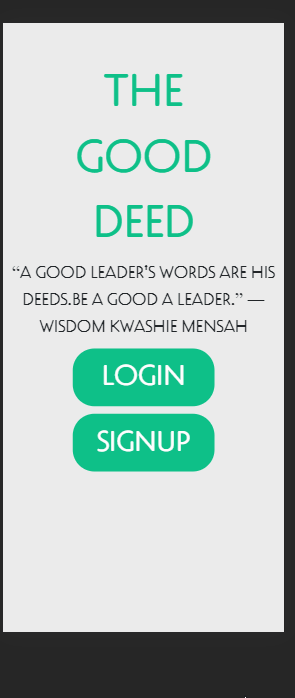 THE
GOOD
DEED
“A GOOD LEADER'S WORDS ARE HIS
DEEDS.BE A GOOD A LEADER.” —
WISDOM KWASHIE MENSAH
LOGIN
SIGNUP